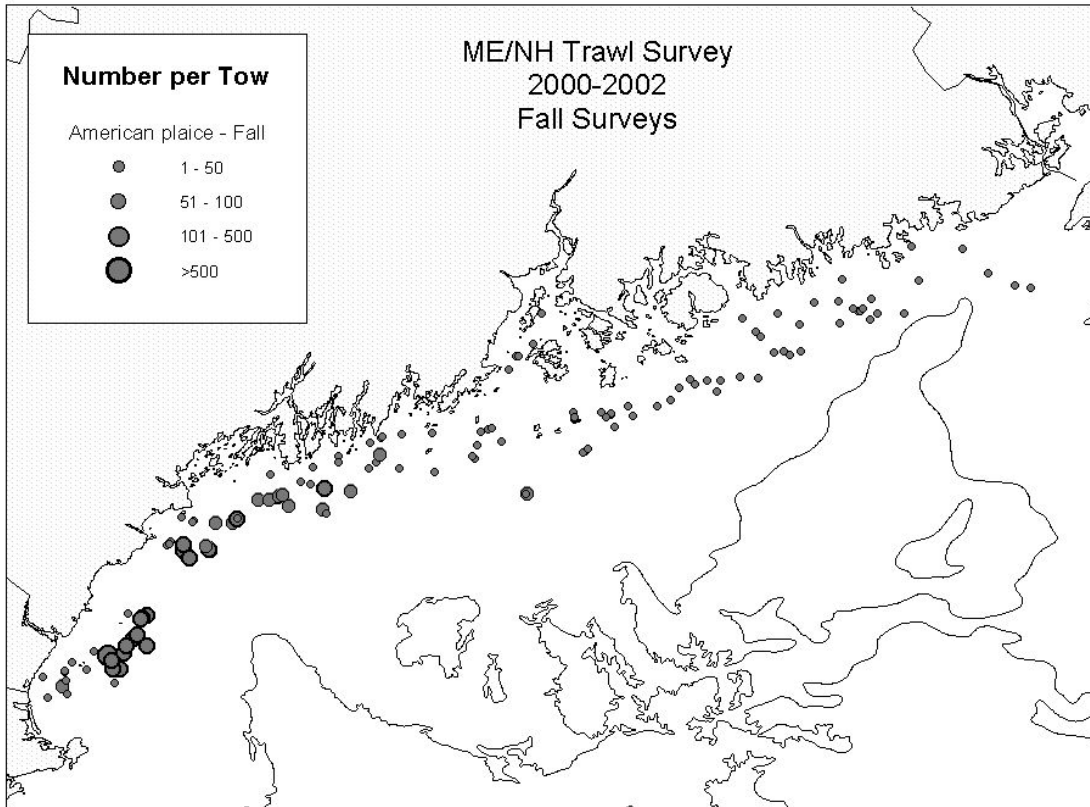 ME/NH Trawl Survey
2000-2002
Fall Surveys
Number per Tow
American plaice - Fall
1 - 50
51 - 100
101 - 500
>500